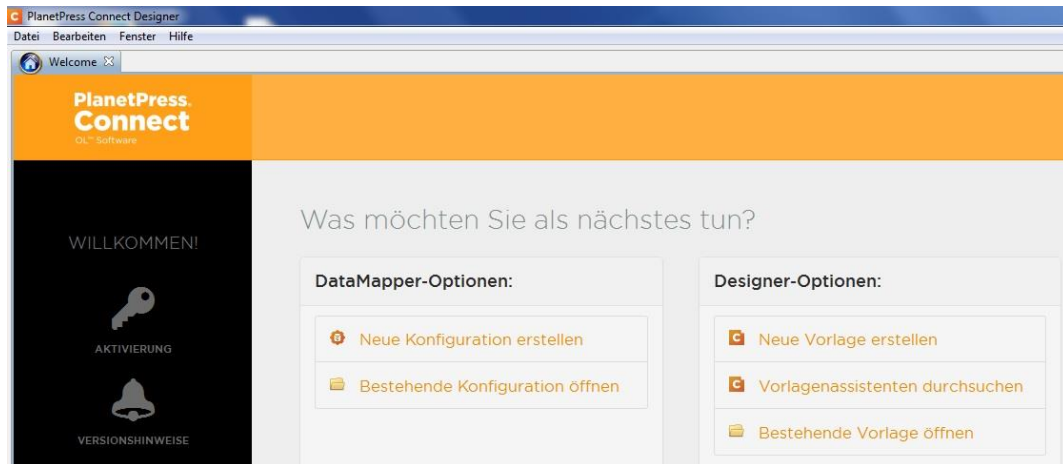 PlanetPress Connect Designer
Datei Bearbeiten Fenster Hilfe
Welcome
PlanetPress.
Connect
OL™ Software
WILLKOMMEN!
AKTIVIERUNG
VERSIONSHINWEISE
Was möchten Sie als nächstes tun?
DataMapper-Optionen:
Neue Konfiguration erstellen
Bestehende Konfiguration öffnen
Designer-Optionen:
Neue Vorlage erstellen
Vorlagenassistenten durchsuchen
Bestehende Vorlage öffnen